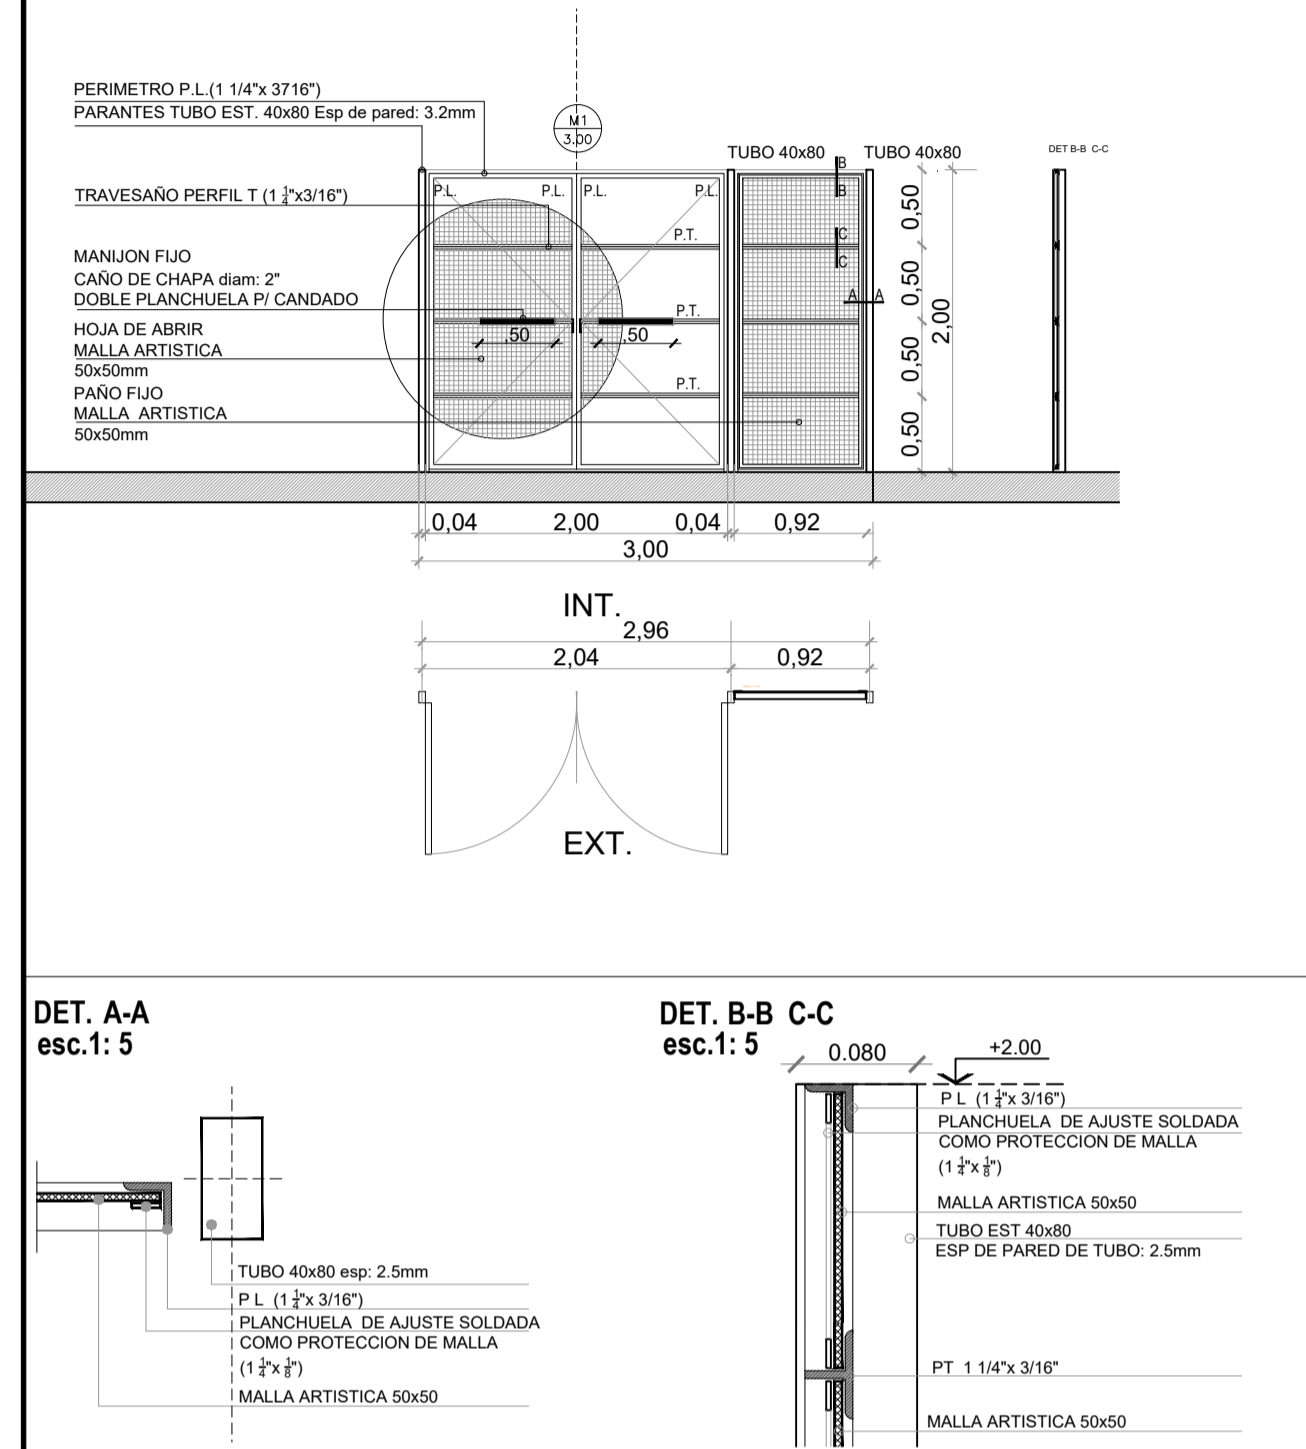 PERIMETRO P.L.(1 1/4"x 3716")
PARANTES TUBO EST. 40x80 Esp de pared: 3.2mm
M1
3.00
TUBO 40x80
TUBO 40x80
DET B-B C-C
B
B
TRAVESAÑO PERFIL T (1 1/4"x3/16")
P.L.
P.L.
P.L.
P.L.
0,50
P.T.
C
C
MANIJON FIJO
CAÑO DE CHAPA diam: 2"
DOBLE PLANCHUELA P/ CANDADO
A
A
0,50
P.T.
2,00
HOJA DE ABRIR
MALLA ARTISTICA
50x50mm
,50
,50
0,50
PAÑO FIJO
MALLA ARTISTICA
50x50mm
P.T.
0,50
0,04
2,00
0,04
0,92
3,00
INT.
2,96
2,04
0,92
EXT.
DET. A-A
esc.1: 5
TUBO 40x80 esp: 2.5mm
P L (1 1/4"x 3/16")
PLANCHUELA DE AJUSTE SOLDADA
COMO PROTECCION DE MALLA
(1 1/4"x 1/8")
MALLA ARTISTICA 50x50
DET. B-B C-C
esc.1: 5
0.080
+2.00
P L (1 1/4"x 3/16")
PLANCHUELA DE AJUSTE SOLDADA
COMO PROTECCION DE MALLA
(1 1/4"x 1/8")
MALLA ARTISTICA 50x50
TUBO EST 40x80
ESP DE PARED DE TUBO: 2.5mm
PT 1 1/4"x 3/16"
MALLA ARTISTICA 50x50